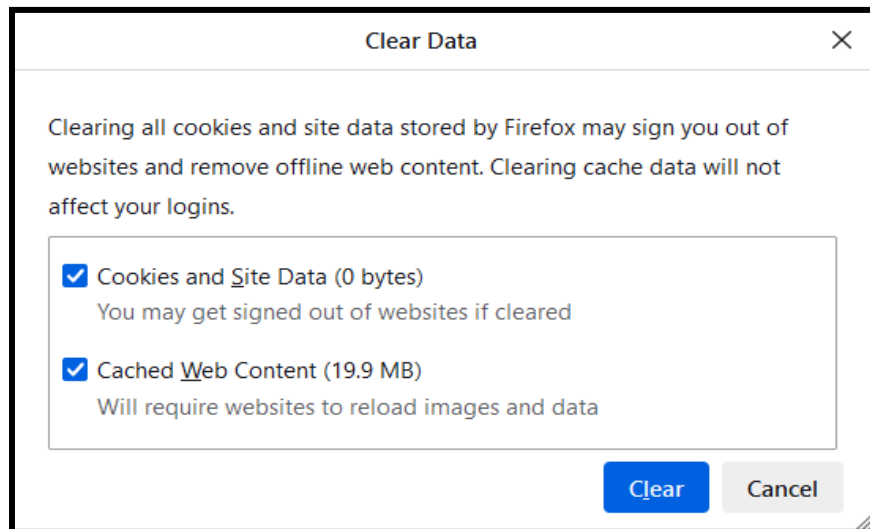 Clear Data
Clearing all cookies and site data stored by Firefox may sign you out of
websites and remove offline web content. Clearing cache data will not
affect your logins.
Cookies and Site Data (0 bytes)
You may get signed out of websites if cleared
Cached Web Content (19.9 MB)
Will require websites to reload images and data
Clear Cancel